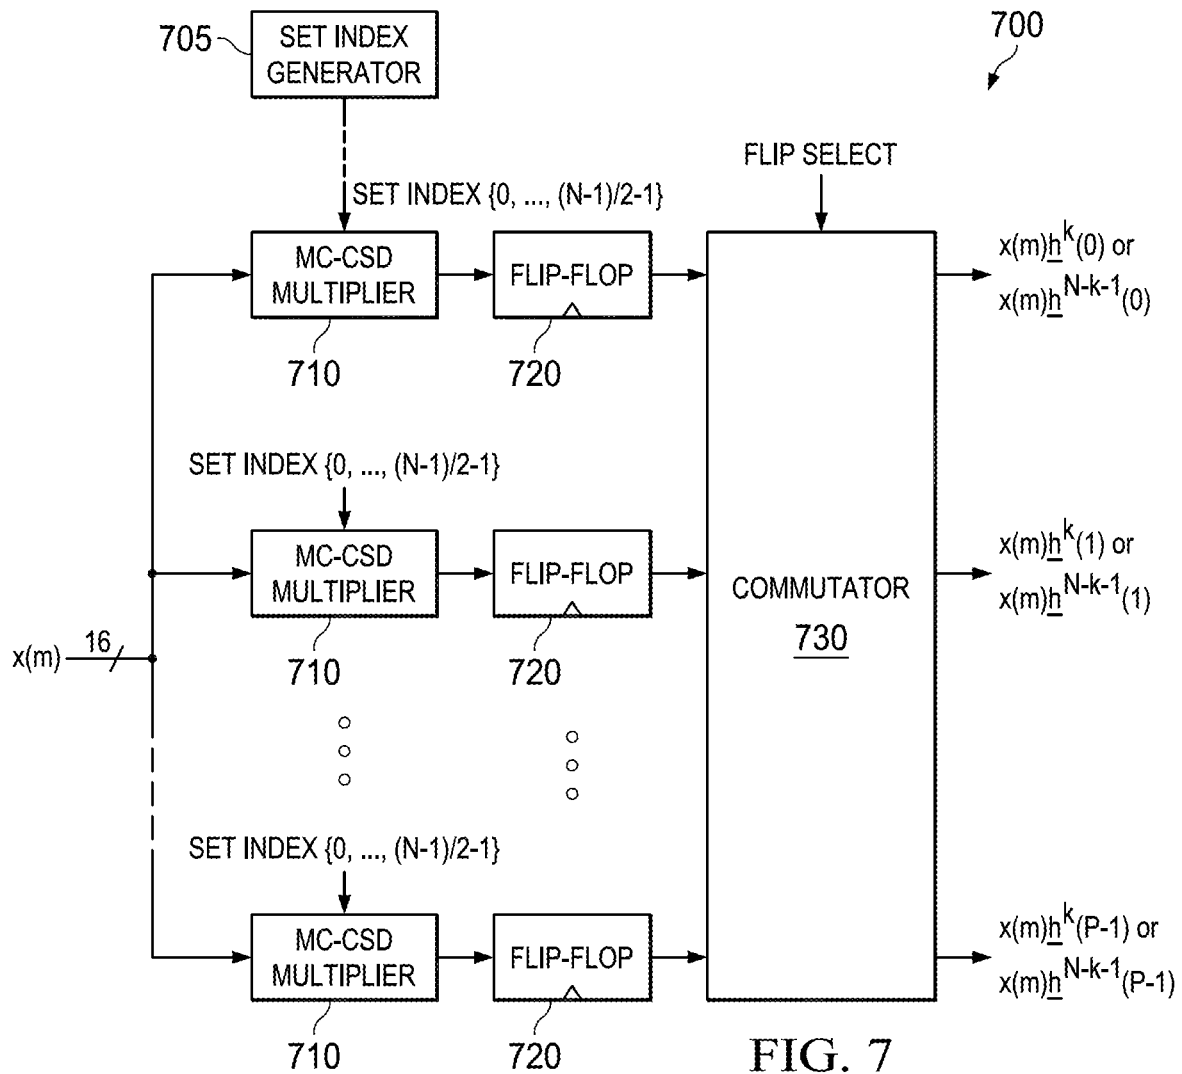 705
SET INDEX
GENERATOR
700
FLIP SELECT
SET INDEX {0, ..., (N-1)/2-1}
MC-CSD
MULTIPLIER
FLIP-FLOP
x(m)h^k(0) or
x(m)h^N-k-1(0)
710
720
SET INDEX {0, ..., (N-1)/2-1}
MC-CSD
MULTIPLIER
FLIP-FLOP
COMMUTATOR
730
x(m)h^k(1) or
x(m)h^N-k-1(1)
x(m)
16
710
720
SET INDEX {0, ..., (N-1)/2-1}
MC-CSD
MULTIPLIER
FLIP-FLOP
x(m)h^k(P-1) or
x(m)h^N-k-1(P-1)
710
720
FIG. 7